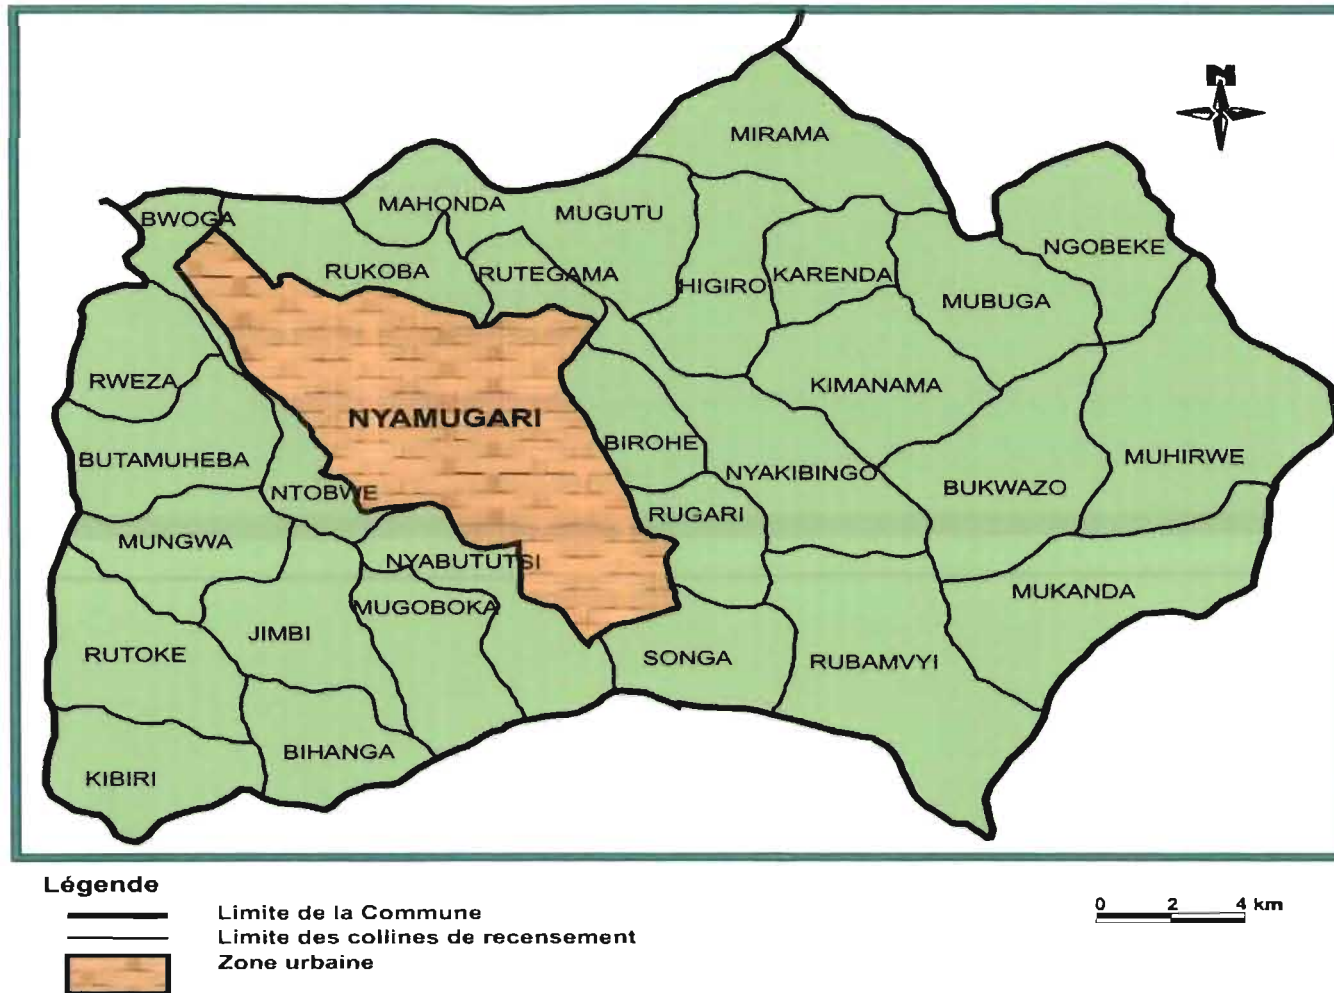 N
MIRAMA
BWOGA
MAHONDA
MUGUTU
NGOBEKE
RUKOBA
RUTEGAMA
HIGIRO
KARENDA
MUBUGA
RWEZA
KIMANAMA
NYAMUGARI
BUTAMUHEBA
NTOBWE
BIROHE
NYAKIBINGO
BUKWAZO
MUHIRWE
MUNGWA
RUGARI
NYABUTUTSI
MUGOBOKA
MUKANDA
JIMBI
RUTOKE
SONGA
RUBAMVYI
BIHANGA
KIBIRI
Légende
Limite de la Commune
Limite des collines de recensement
Zone urbaine
0 2 4 km